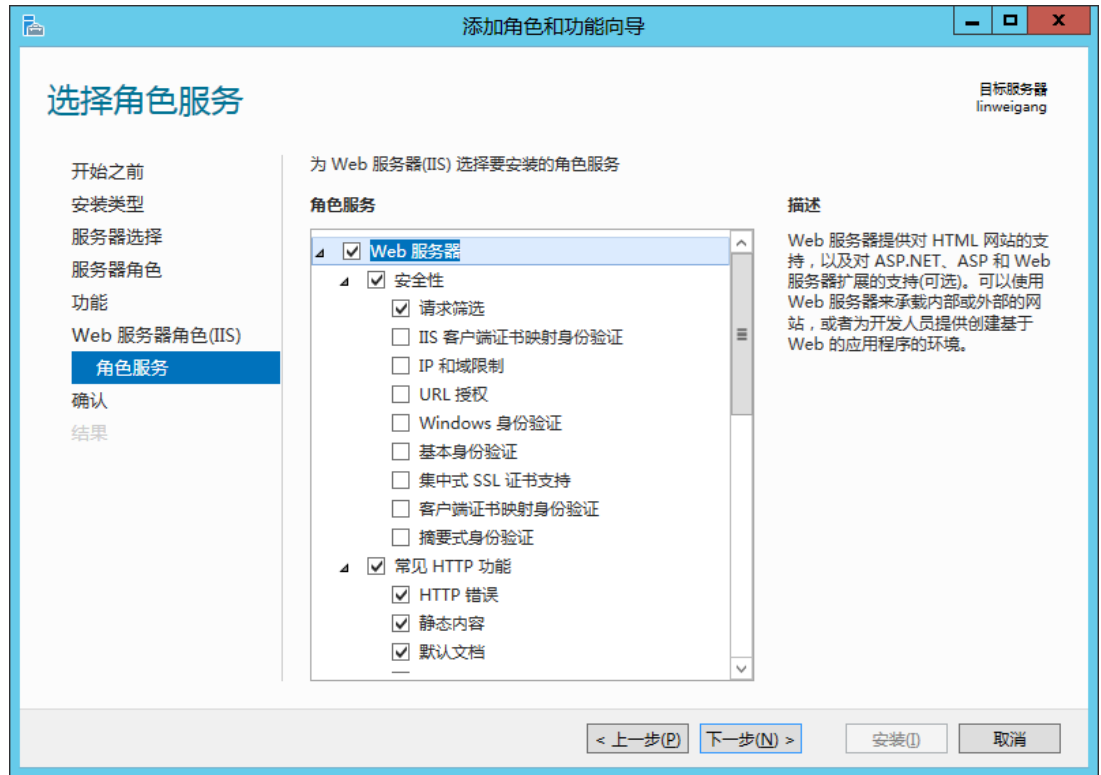 添加角色和功能向导
选择角色服务
目标服务器
linweigang
开始之前
安装类型
服务器选择
服务器角色
功能
Web 服务器角色(IIS)
角色服务
确认
结果
为 Web 服务器(IIS) 选择要安装的角色服务
角色服务
Web 服务器
安全性
请求筛选
IIS 客户端证书映射身份验证
IP 和域限制
URL 授权
Windows 身份验证
基本身份验证
集中式 SSL 证书支持
客户端证书映射身份验证
摘要式身份验证
常见 HTTP 功能
HTTP 错误
静态内容
默认文档
描述
Web 服务器提供对 HTML 网站的支
持，以及对 ASP.NET、ASP 和 Web
服务器扩展的支持(可选)。可以使用
Web 服务器来承载内部或外部的网
站，或者为开发人员提供创建基于
Web 的应用程序的环境。
< 上一步(P)
下一步(N) >
安装(I)
取消